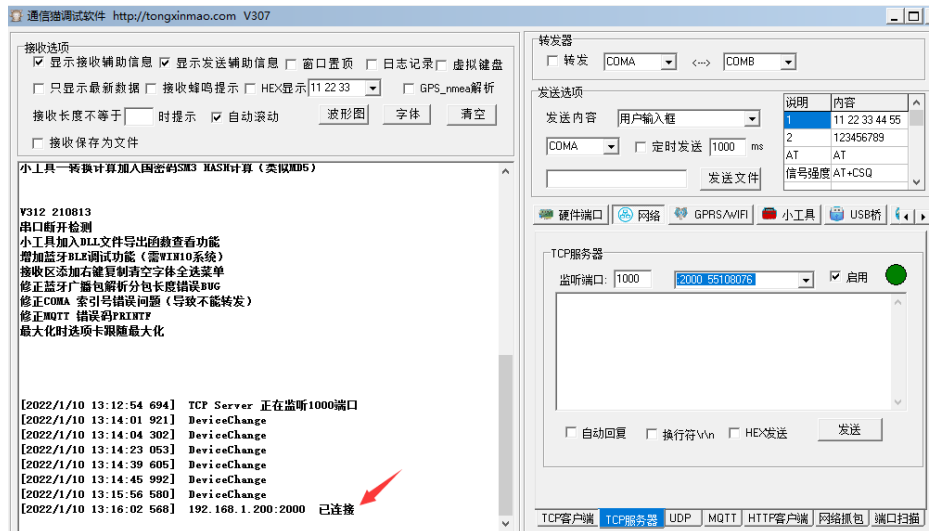 通信猫调试软件 http://tongxinmao.com V307
接收选项
显示接收辅助信息 显示发送辅助信息 窗口置顶 日志记录 虚拟键盘
只显示最新数据 接收蜂鸣提示 HEX显示 11 22 33 GPS_nmea解析
接收长度不等于 时提示 自动滚动 波形图 字体 清空
接收保存为文件
小工具—转换计算加入国密码SM3 HASH计算(类似MD5)
V312 210813
串口断开检测
小工具加入DLL文件导出函数查看功能
增加蓝牙BLE调试功能(需WIN10系统)
接收区添加右键复制清空字体全选菜单
修正蓝牙广播包解析分包长度错误BUG
修正COMA 索引号错误问题(导致不能转发)
修正MQTT 错误码PRINTF
最大化时选项卡跟随最大化
[2022/1/10 13:12:54 694] TCP Server 正在监听1000端口
[2022/1/10 13:14:01 921] DeviceChange
[2022/1/10 13:14:04 302] DeviceChange
[2022/1/10 13:14:23 053] DeviceChange
[2022/1/10 13:14:39 605] DeviceChange
[2022/1/10 13:14:45 992] DeviceChange
[2022/1/10 13:15:56 580] DeviceChange
[2022/1/10 13:16:02 568] 192.168.1.200:2000 已连接
转发器
转发 COMA <--> COMB
发送选项
发送内容 用户输入框
COMA 定时发送 1000 ms
发送文件
说明 内容
1 11 22 33 44 55
2 123456789
AT AT
信号强度 AT+CSQ
硬件端口 网络 GPRS/WIFI 小工具 USB桥
TCP服务器
监听端口: 1000 :2000 55108076 启用
自动回复 换行符\r\n HEX发送 发送
TCP客户端 TCP服务器 UDP MQTT HTTP客户端 网络抓包 端口扫描